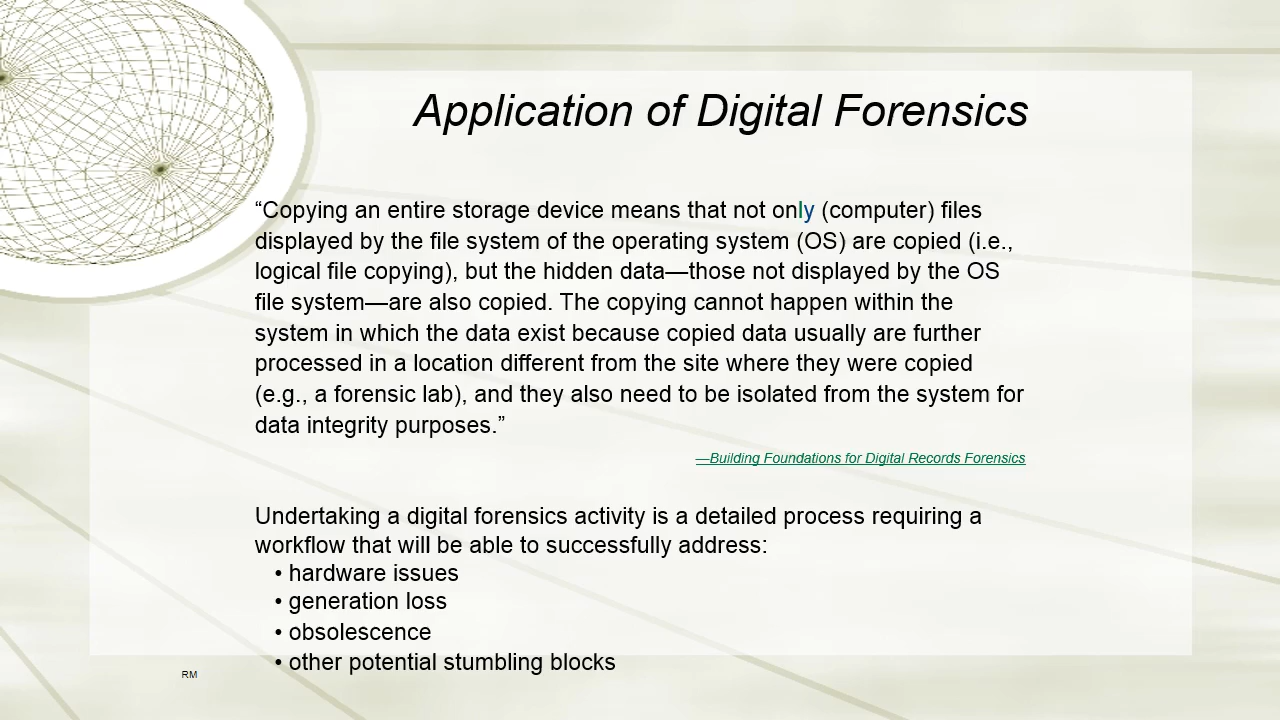 Application of Digital Forensics
“Copying an entire storage device means that not only (computer) files
displayed by the file system of the operating system (OS) are copied (i.e.,
logical file copying), but the hidden data—those not displayed by the OS
file system—are also copied. The copying cannot happen within the
system in which the data exist because copied data usually are further
processed in a location different from the site where they were copied
(e.g., a forensic lab), and they also need to be isolated from the system for
data integrity purposes.”
—Building Foundations for Digital Records Forensics
Undertaking a digital forensics activity is a detailed process requiring a
workflow that will be able to successfully address:
• hardware issues
• generation loss
• obsolescence
• other potential stumbling blocks
RM